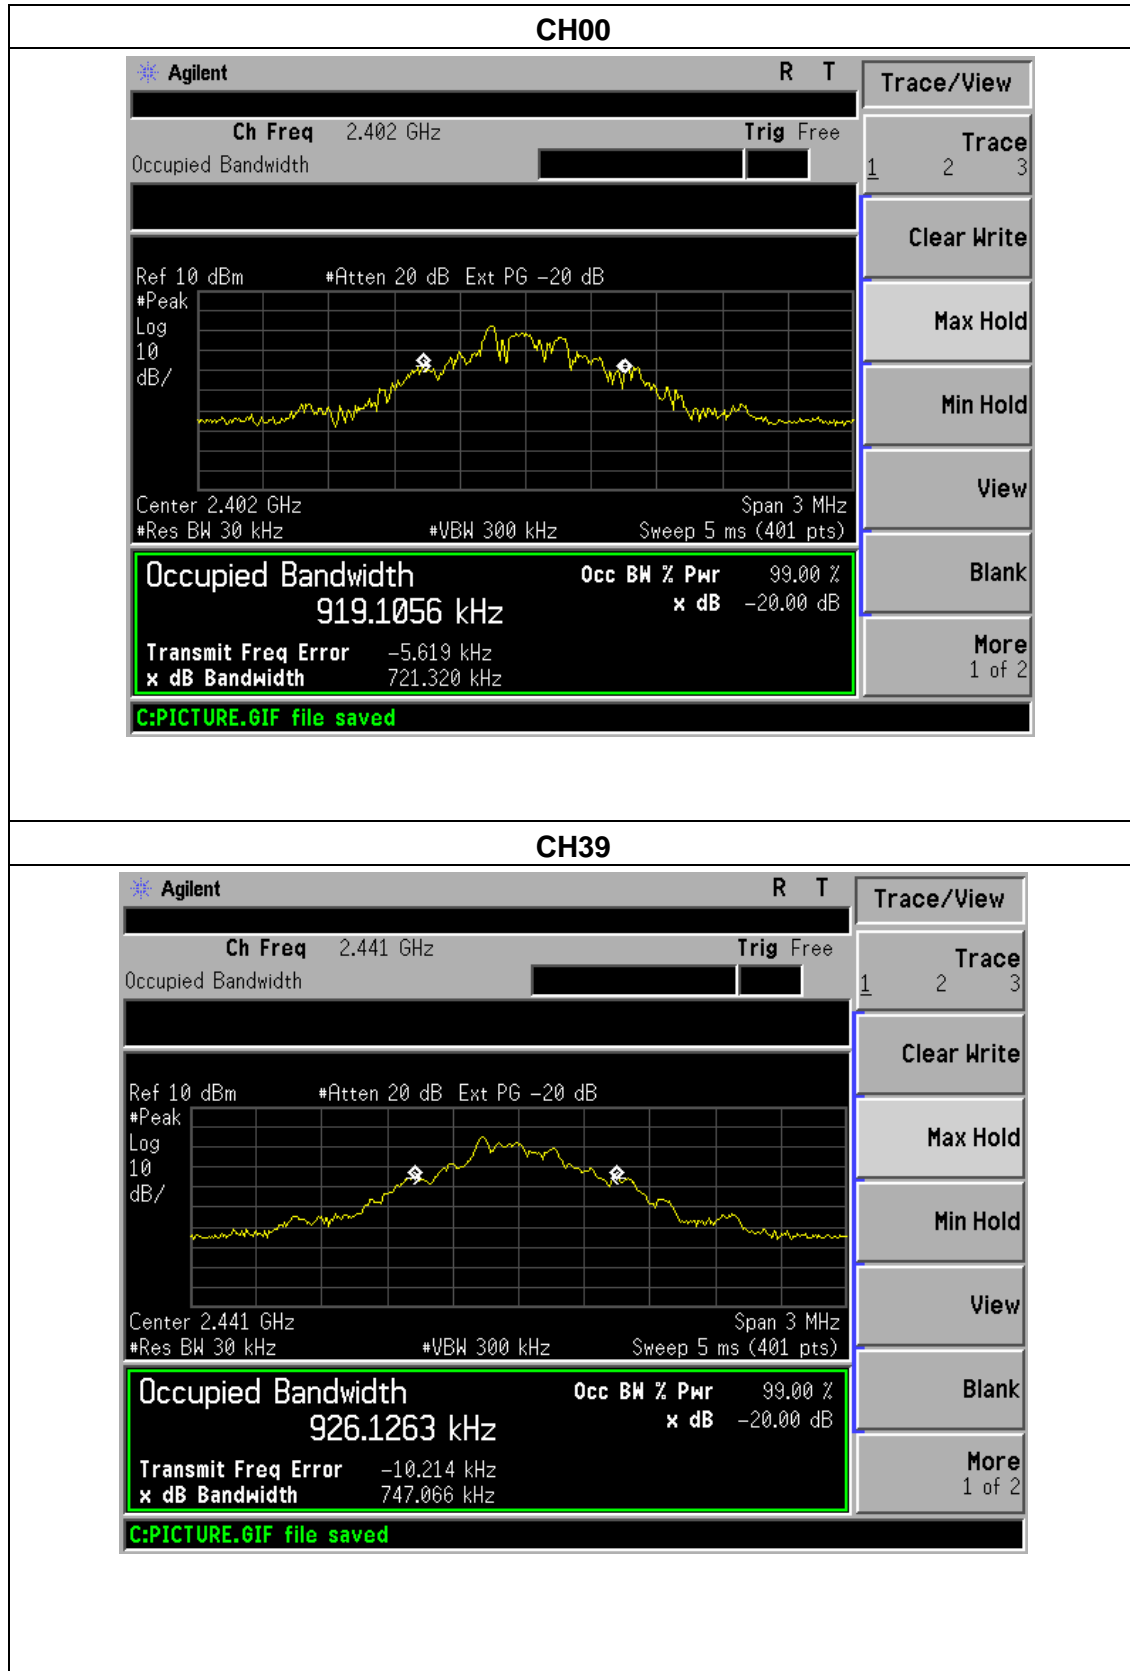 CH00
Agilent R T
Trace/View
Ch Freq 2.402 GHz Trig Free
Occupied Bandwidth
Trace
1 2 3
Clear Write
Max Hold
Min Hold
View
Blank
More
1 of 2
Ref 10 dBm #Atten 20 dB Ext PG -20 dB
#Peak
Log
10
dB/
Center 2.402 GHz Span 3 MHz
#Res BW 30 kHz #VBW 300 kHz Sweep 5 ms (401 pts)
Occupied Bandwidth Occ BW % Pwr 99.00 %
919.1056 kHz x dB -20.00 dB
Transmit Freq Error -5.619 kHz
x dB Bandwidth 721.320 kHz
C:PICTURE.GIF file saved
CH39
Agilent R T
Trace/View
Ch Freq 2.441 GHz Trig Free
Occupied Bandwidth
Trace
1 2 3
Clear Write
Max Hold
Min Hold
View
Blank
More
1 of 2
Ref 10 dBm #Atten 20 dB Ext PG -20 dB
#Peak
Log
10
dB/
Center 2.441 GHz Span 3 MHz
#Res BW 30 kHz #VBW 300 kHz Sweep 5 ms (401 pts)
Occupied Bandwidth Occ BW % Pwr 99.00 %
926.1263 kHz x dB -20.00 dB
Transmit Freq Error -10.214 kHz
x dB Bandwidth 747.066 kHz
C:PICTURE.GIF file saved